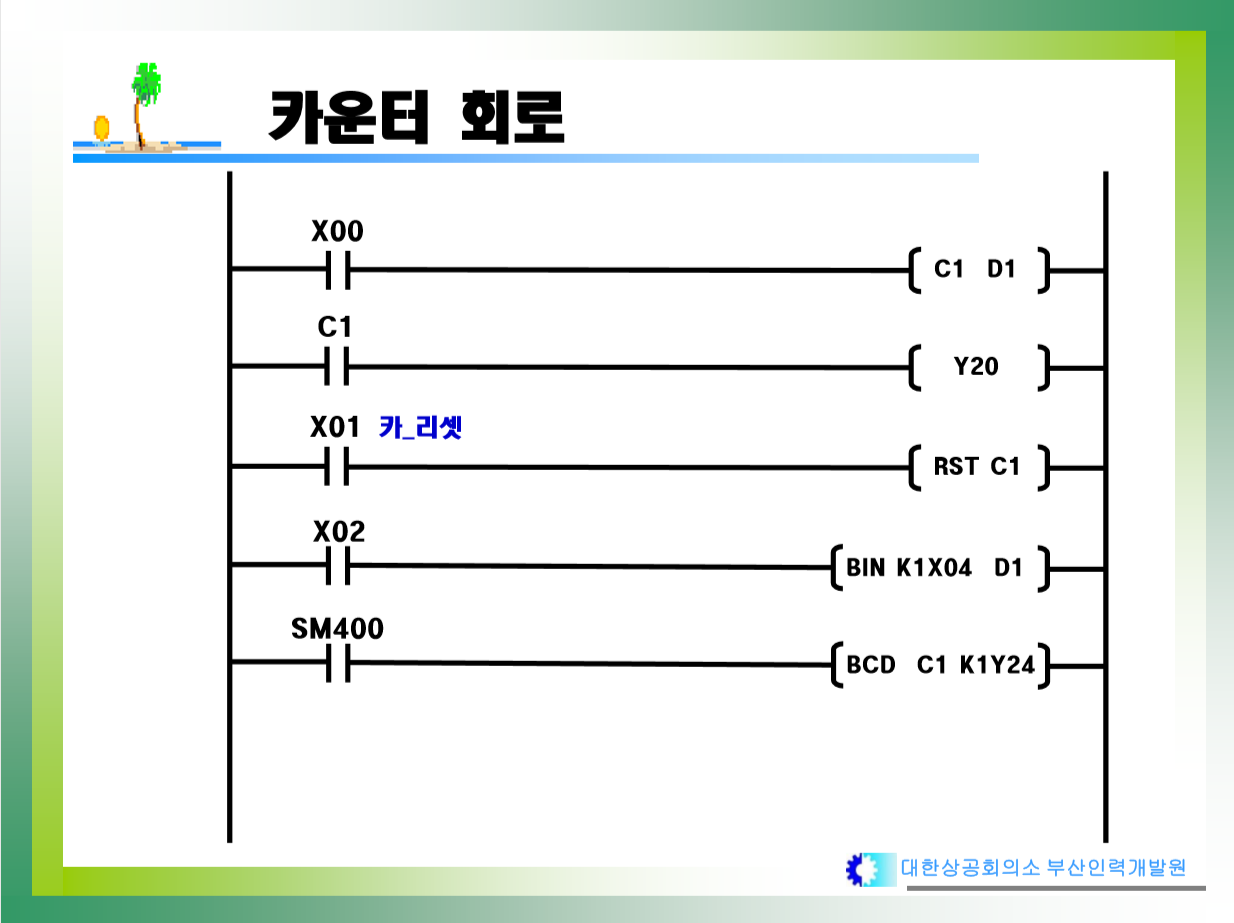 카운터 회로
X00
C1 D1
C1
Y20
X01 카_리셋
RST C1
X02
BIN K1X04 D1
SM400
BCD C1 K1Y24
대한상공회의소 부산인력개발원